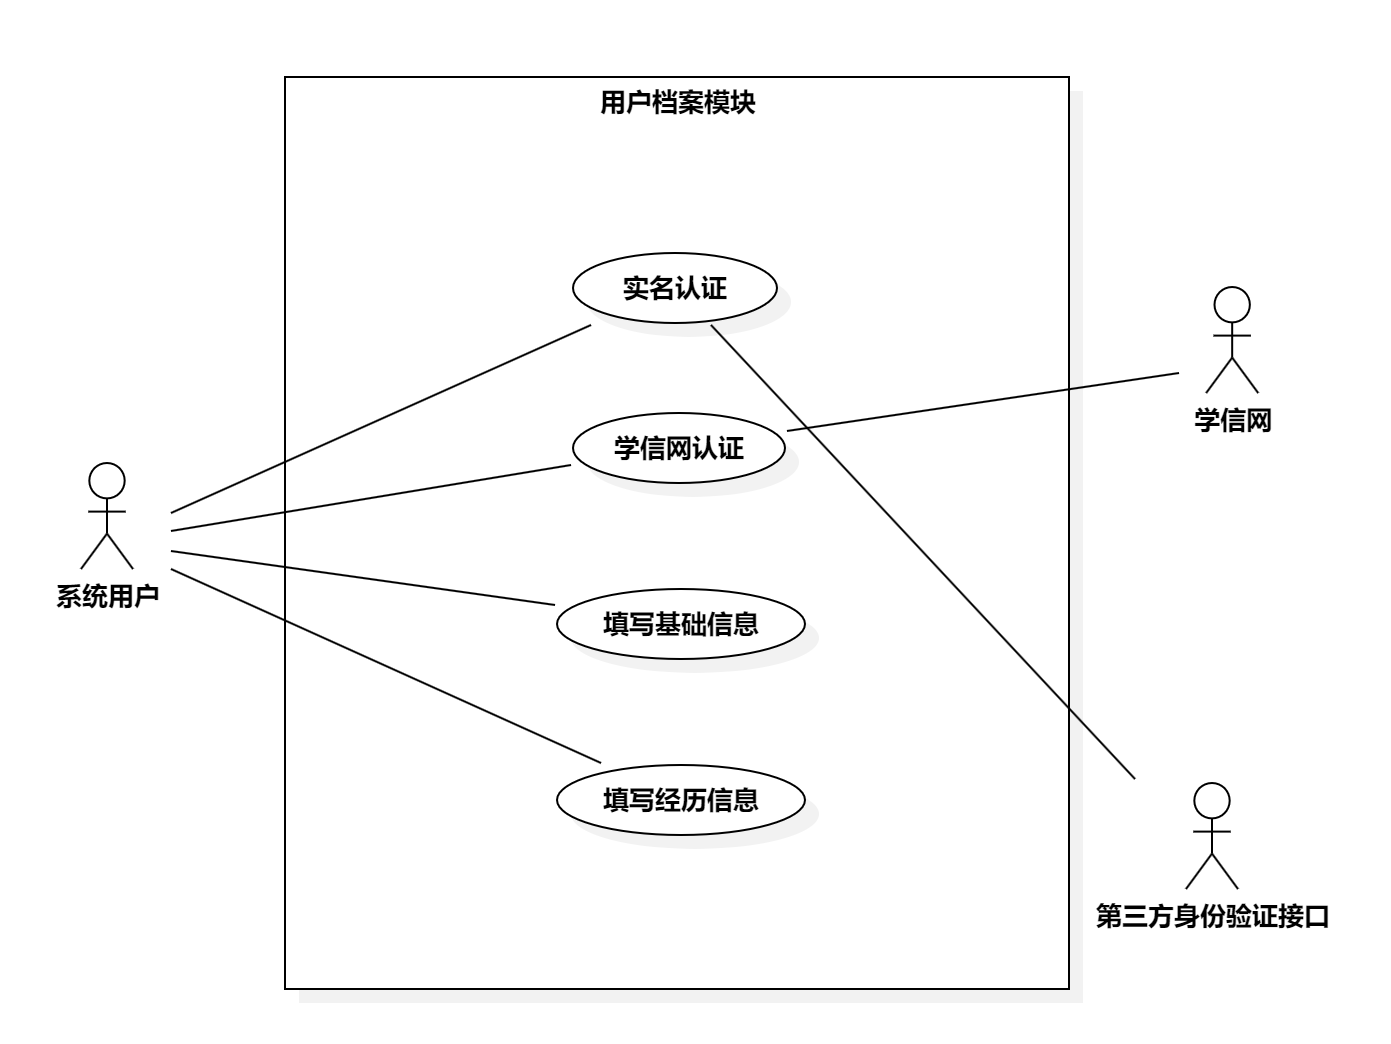 用户档案模块
实名认证
学信网认证
学信网
系统用户
填写基础信息
填写经历信息
第三方身份验证接口